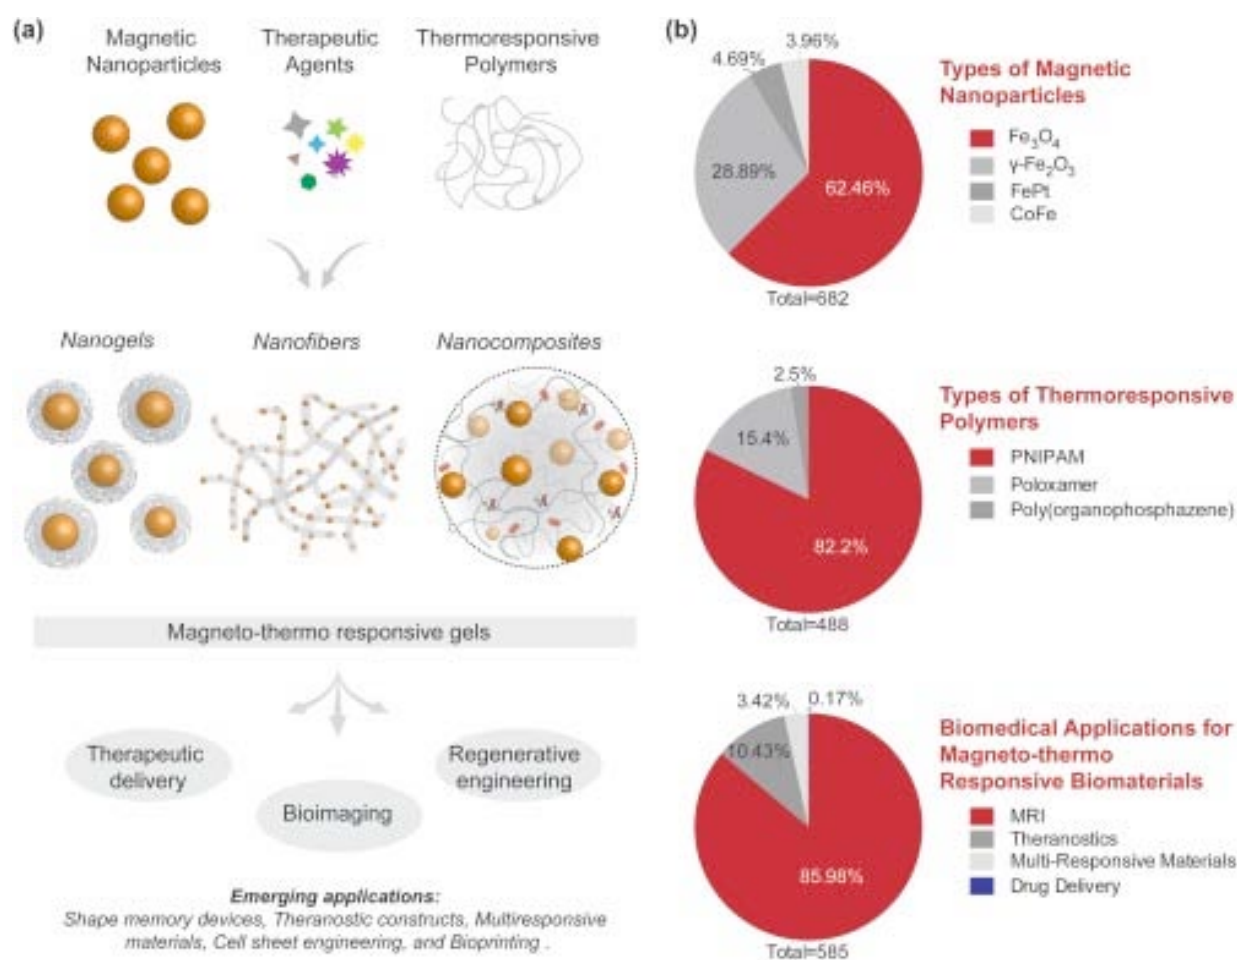 (a)
Magnetic
Nanoparticles
Therapeutic
Agents
Thermoresponsive
Polymers
Nanogels
Nanofibers
Nanocomposites
Magneto-thermo responsive gels
Therapeutic
delivery
Bioimaging
Regenerative
engineering
Emerging applications:
Shape memory devices, Theranostic constructs, Multiresponsive
materials, Cell sheet engineering, and Bioprinting .
(b)
3.96%
4.69%
28.89%
62.46%
Total=682
Types of Magnetic
Nanoparticles
Fe₃O₄
γ-Fe₂O₃
FePt
CoFe
2.5%
15.4%
82.2%
Total=488
Types of Thermoresponsive
Polymers
PNIPAM
Poloxamer
Poly(organophosphazene)
3.42%
0.17%
10.43%
85.98%
Total=585
Biomedical Applications for
Magneto-thermo
Responsive Biomaterials
MRI
Theranostics
Multi-Responsive Materials
Drug Delivery